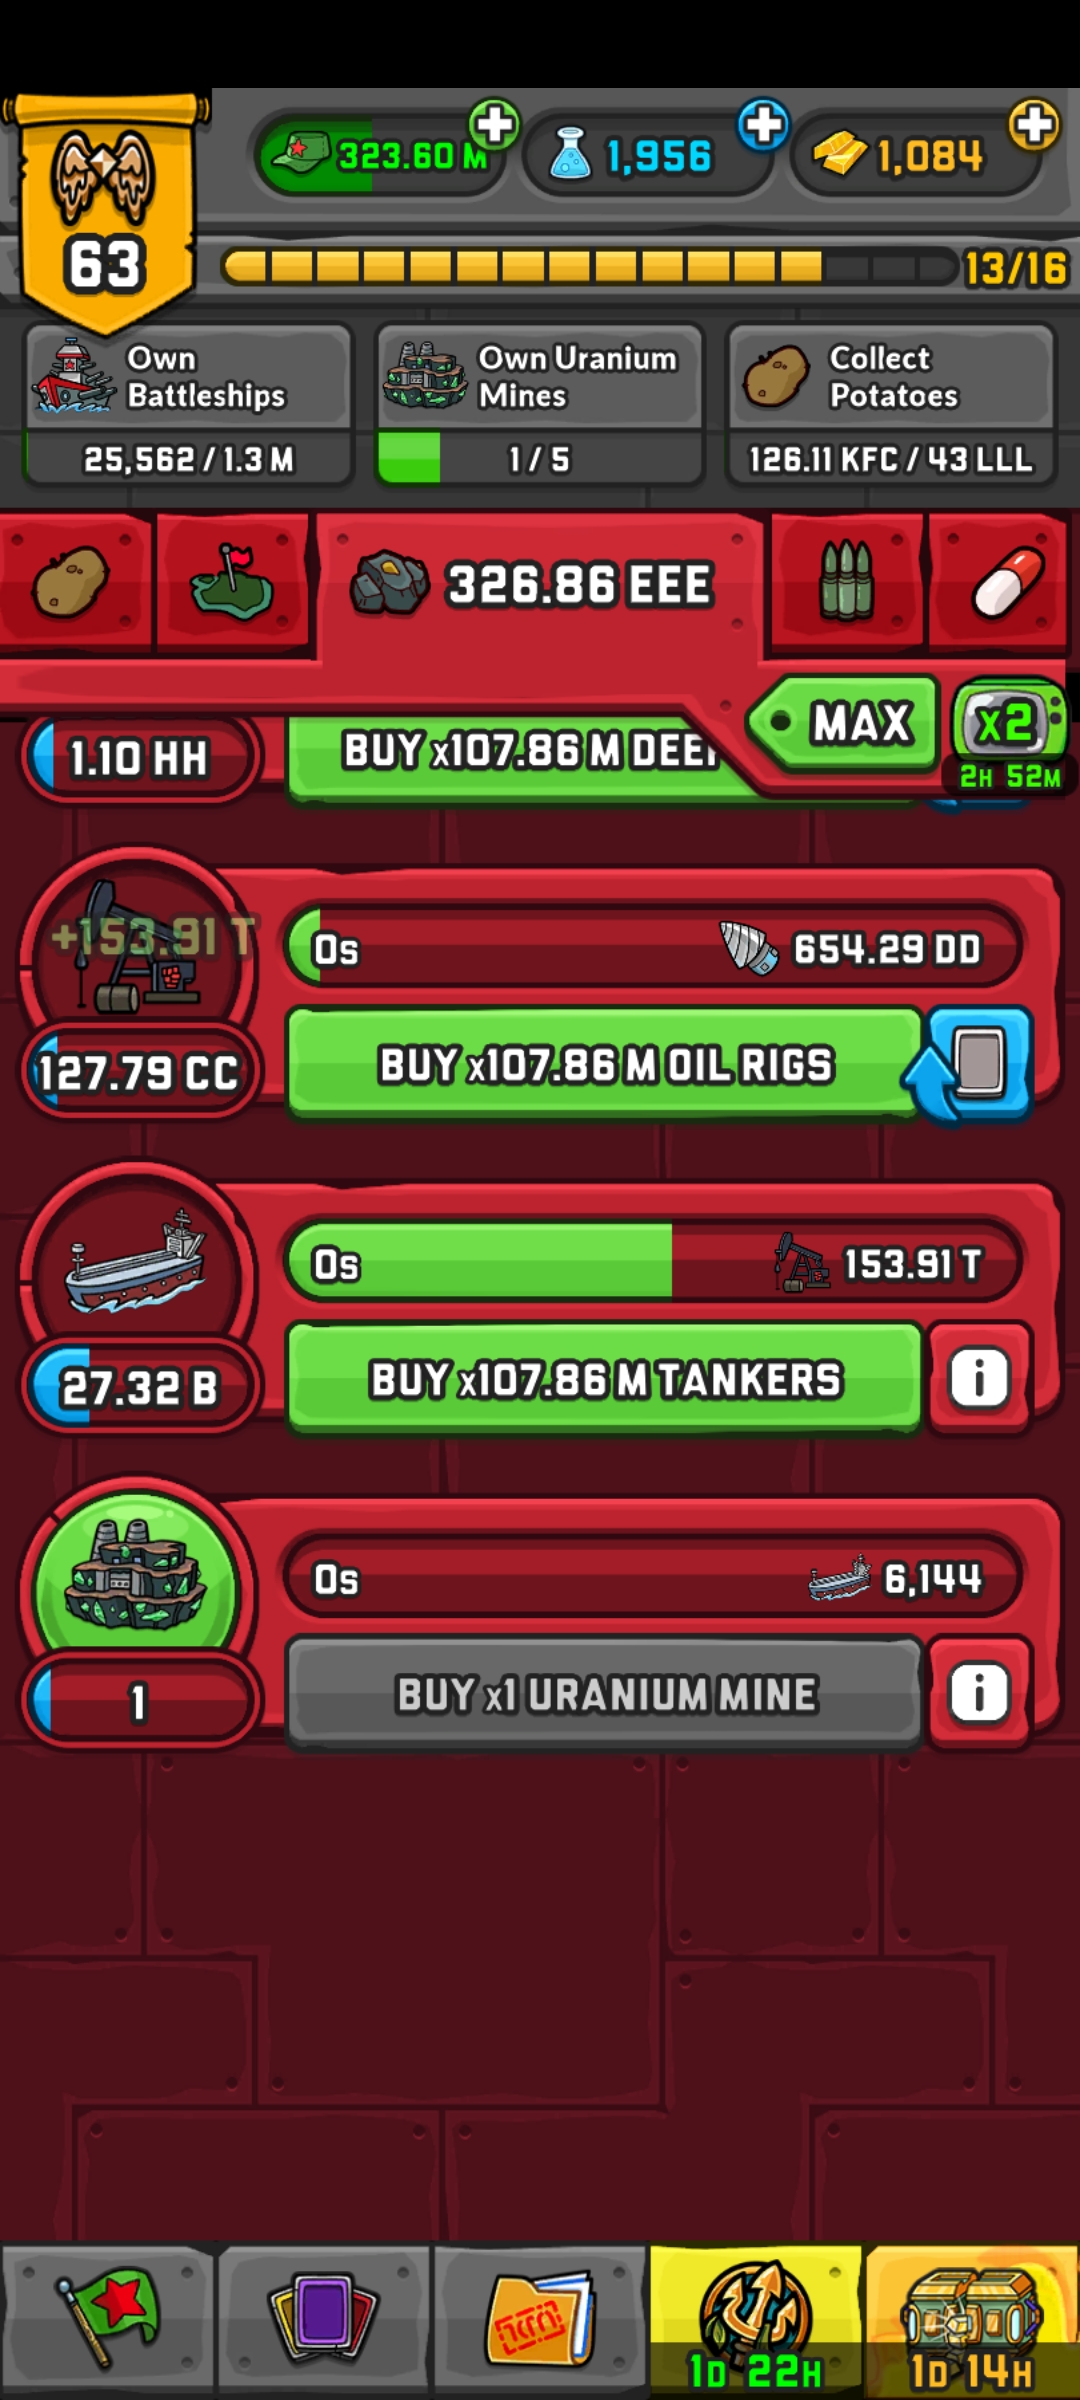 63
323.60 M
1,956
1,084
13/16
Own
Battleships
25,562 / 1.3 M
Own Uranium
Mines
1 / 5
Collect
Potatoes
126.11 KFC / 43 LLL
326.86 EEE
MAX
x2
2H 52M
1.10 HH
BUY x107.86 M
+153.91 T
0s
654.29 DD
127.79 CC
BUY x107.86 M OIL RIGS
0s
153.91 T
27.32 B
BUY x107.86 M TANKERS
i
0s
6,144
1
BUY x1 URANIUM MINE
i
1D 22H
1D 14H